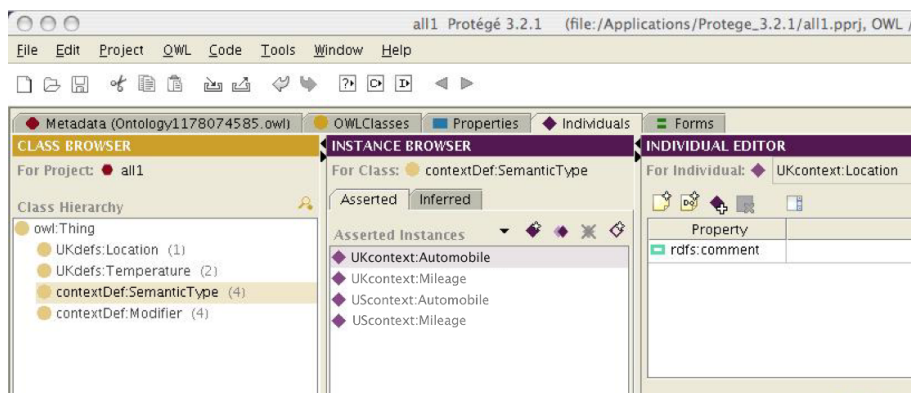 all1 Protégé 3.2.1 (file:/Applications/Protege_3.2.1/all1.pprj, OWL /
File Edit Project OWL Code Tools Window Help
Metadata (Ontology1178074585.owl) OWLClasses Properties Individuals Forms
CLASS BROWSER
For Project: all1
Class Hierarchy
owl:Thing
UKdefs:Location (1)
UKdefs:Temperature (2)
contextDef:SemanticType (4)
contextDef:Modifier (4)
INSTANCE BROWSER
For Class: contextDef:SemanticType
Asserted Inferred
Asserted Instances
UKcontext:Automobile
UKcontext:Mileage
UScontext:Automobile
UScontext:Mileage
INDIVIDUAL EDITOR
For Individual: UKcontext:Location
Property
rdfs:comment